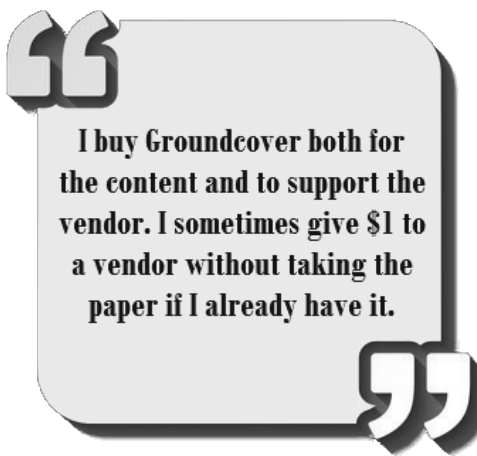 I buy Groundcover both for
the content and to support the
vendor. I sometimes give $1 to
a vendor without taking the
paper if I already have it.